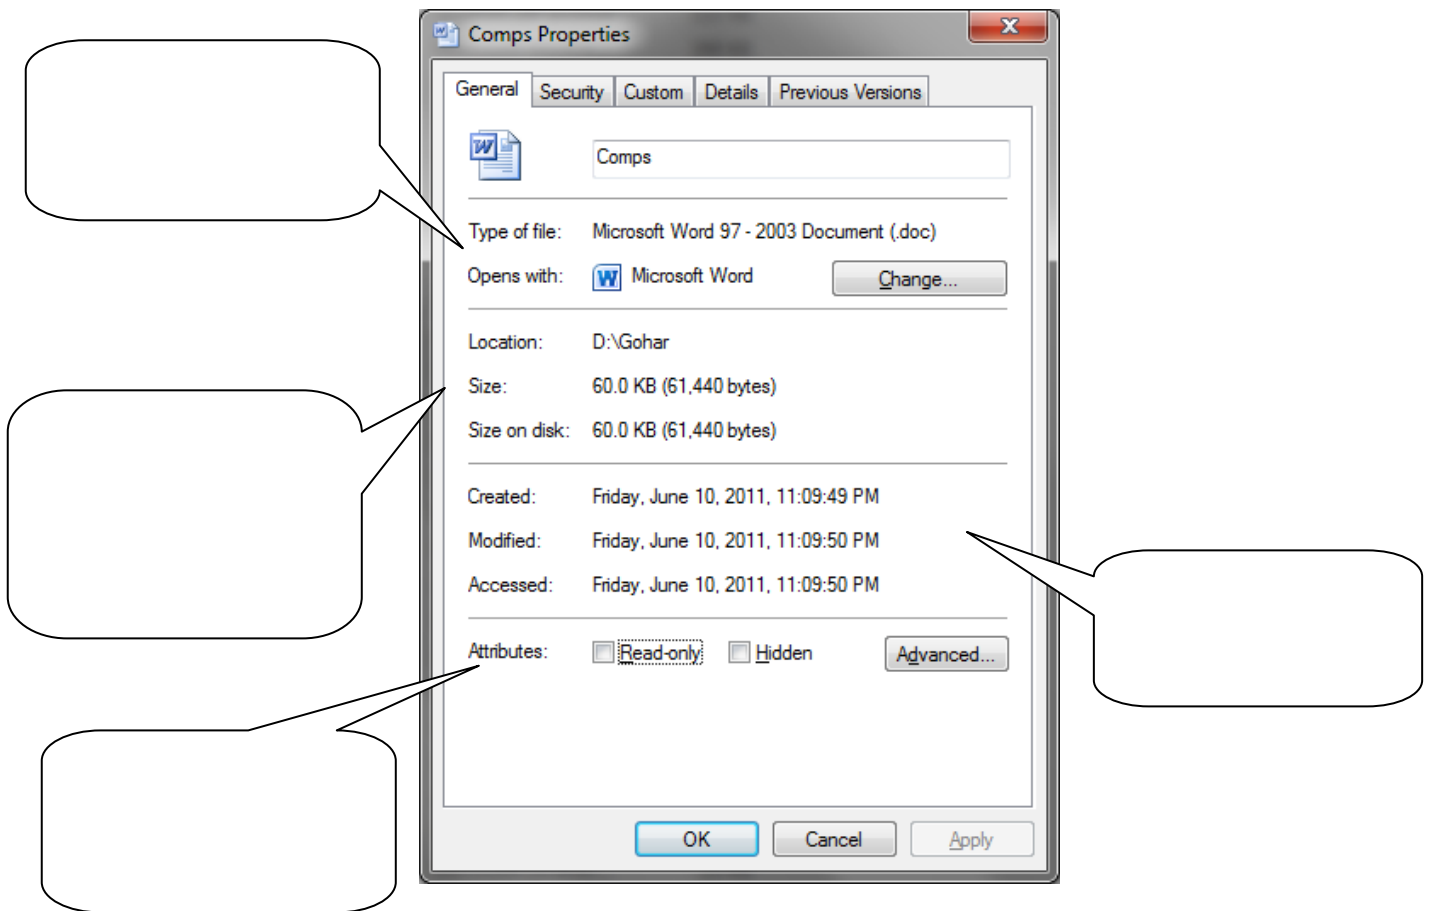 Comps Properties
General Security Custom Details Previous Versions
Comps
Type of file: Microsoft Word 97 - 2003 Document (.doc)
Opens with: Microsoft Word Change...
Location: D:\Gohar
Size: 60.0 KB (61,440 bytes)
Size on disk: 60.0 KB (61,440 bytes)
Created: Friday, June 10, 2011, 11:09:49 PM
Modified: Friday, June 10, 2011, 11:09:50 PM
Accessed: Friday, June 10, 2011, 11:09:50 PM
Attributes: Read-only Hidden Advanced...
OK Cancel Apply